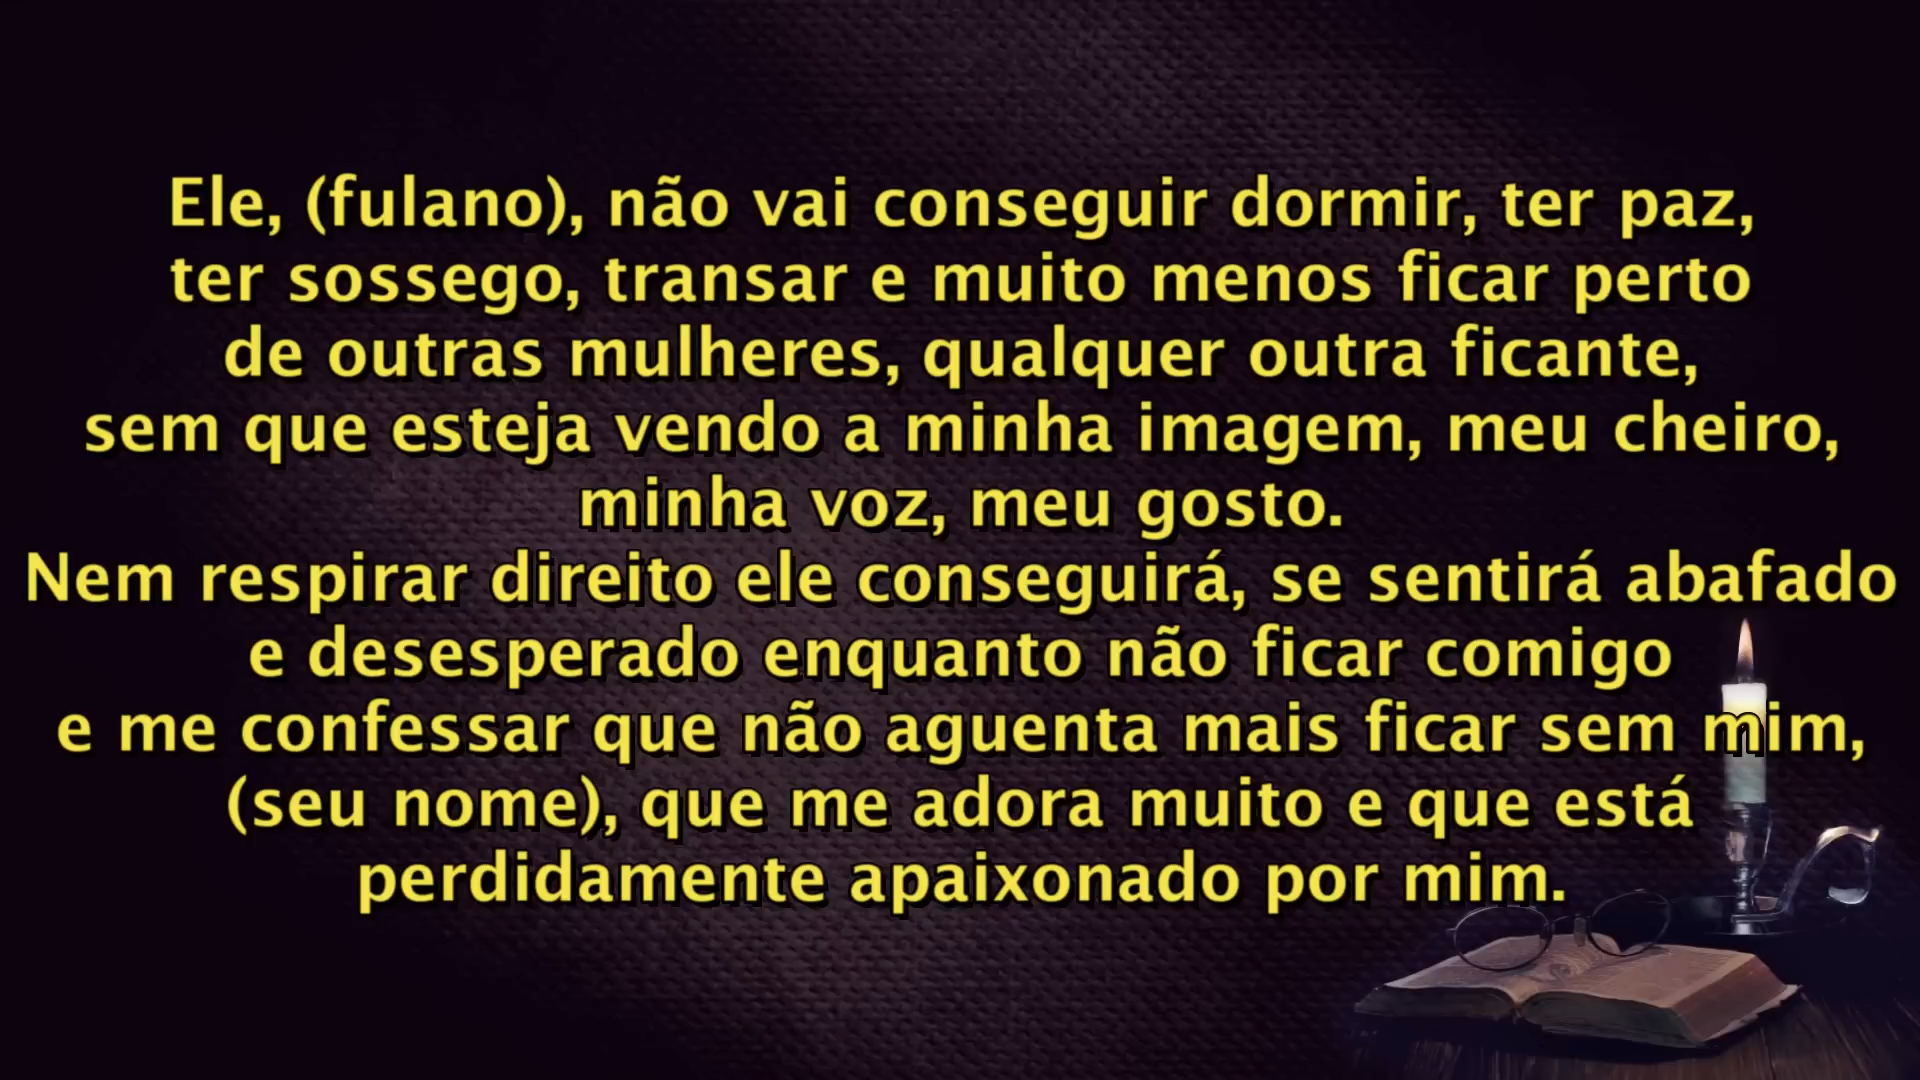 Ele, (fulano), não vai conseguir dormir, ter paz,
ter sossego, transar e muito menos ficar perto
de outras mulheres, qualquer outra ficante,
sem que esteja vendo a minha imagem, meu cheiro,
minha voz, meu gosto.
Nem respirar direito ele conseguirá, se sentirá abafado
e desesperado enquanto não ficar comigo
e me confessar que não aguenta mais ficar sem mim,
(seu nome), que me adora muito e que está
perdidamente apaixonado por mim.